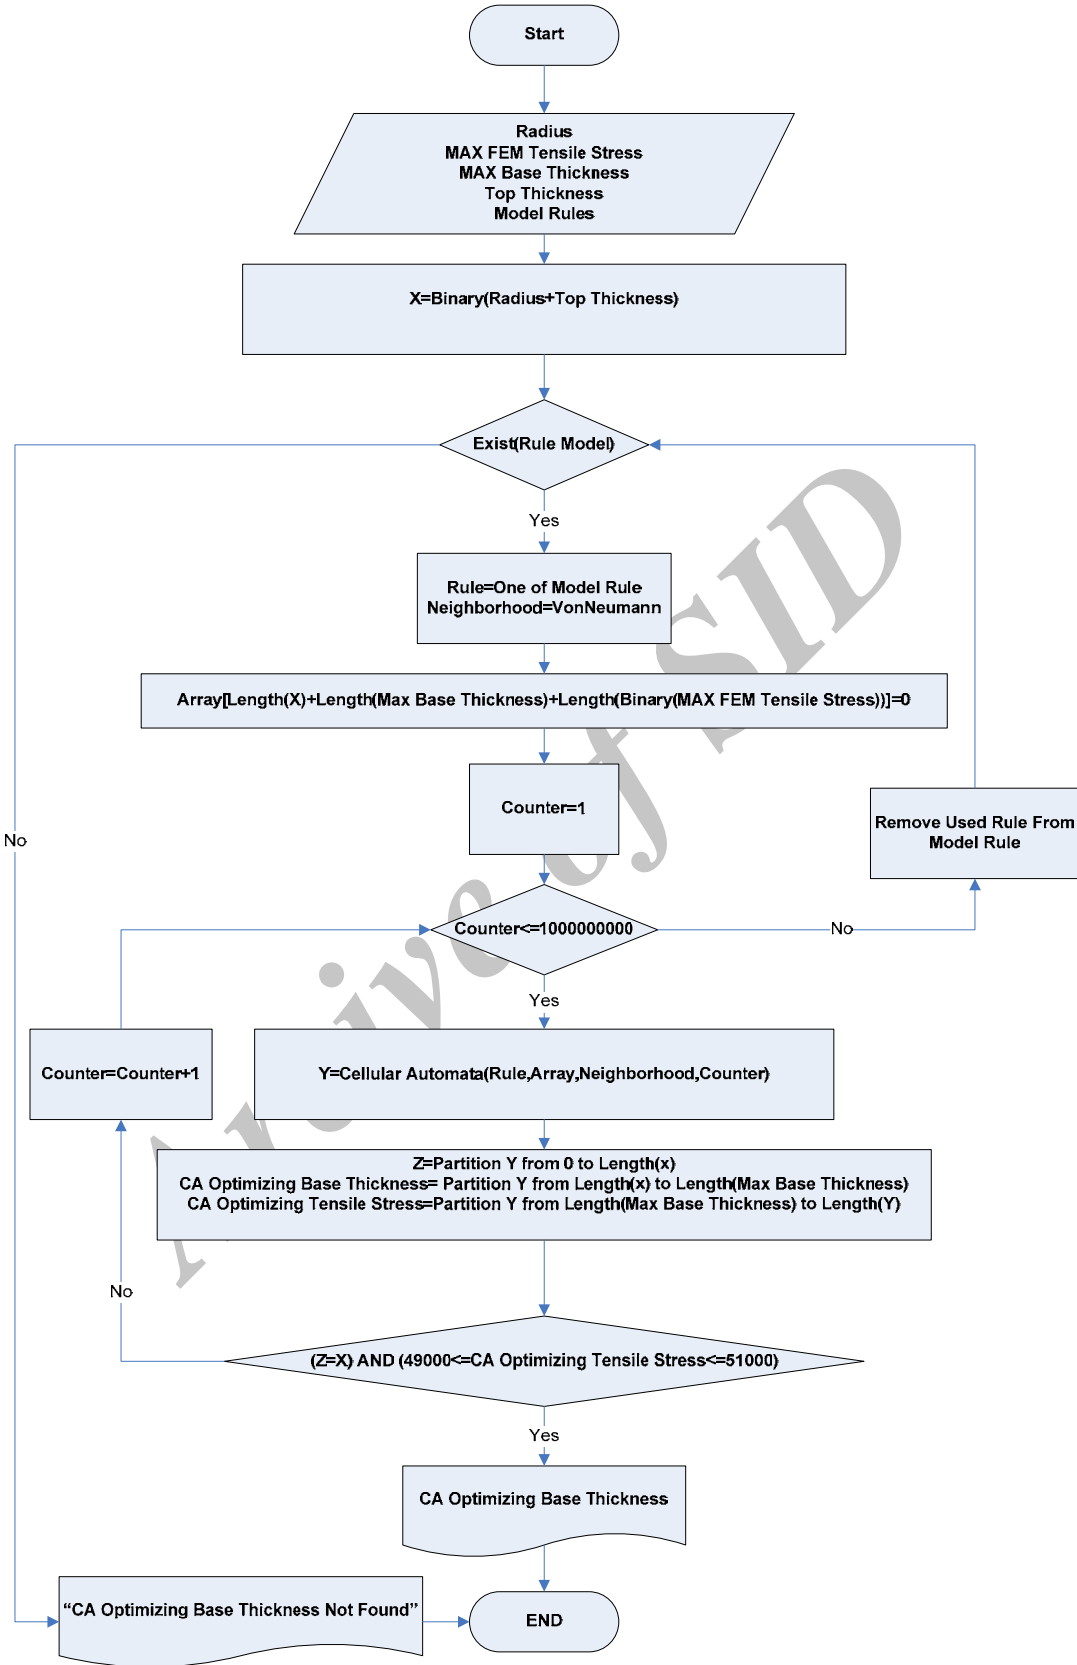 Start
Radius
MAX FEM Tensile Stress
MAX Base Thickness
Top Thickness
Model Rules
X=Binary(Radius+Top Thickness)
Exist(Rule Model)
Yes
Rule=One of Model Rule
Neighborhood=VonNeumann
Array[Length(X)+Length(Max Base Thickness)+Length(Binary(MAX FEM Tensile Stress))]=0
Counter=1
Remove Used Rule From
Model Rule
No
Counter<=1000000000
No
Yes
Counter=Counter+1
Y=Cellular Automata(Rule,Array,Neighborhood,Counter)
Z=Partition Y from 0 to Length(x)
CA Optimizing Base Thickness= Partition Y from Length(x) to Length(Max Base Thickness)
CA Optimizing Tensile Stress=Partition Y from Length(Max Base Thickness) to Length(Y)
No
(Z=X) AND (49000<=CA Optimizing Tensile Stress<=51000)
Yes
CA Optimizing Base Thickness
“CA Optimizing Base Thickness Not Found”
END
Archive of SID